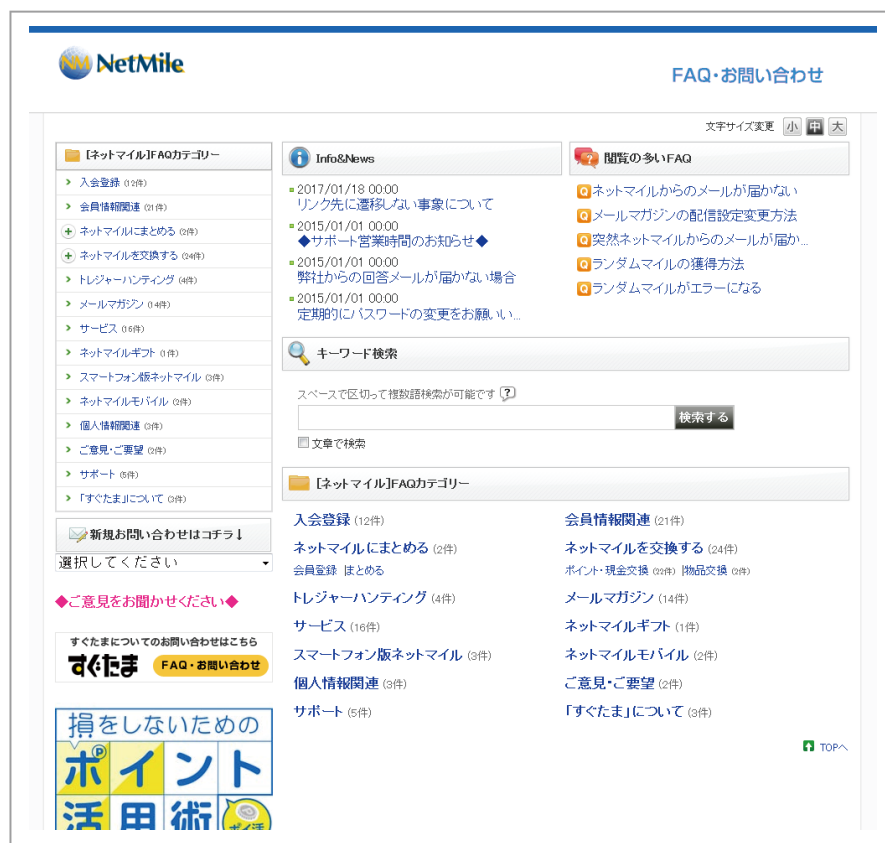 NetMile
FAQ・お問い合わせ
文字サイズ変更 小 中 大
[ネットマイル]FAQカテゴリー
入会登録 (12件)
会員情報関連 (21件)
ネットマイルにまとめる (2件)
ネットマイルを交換する (24件)
トレジャーハンティング (4件)
メールマガジン (14件)
サービス (16件)
ネットマイルギフト (1件)
スマートフォン版ネットマイル (3件)
ネットマイルモバイル (2件)
個人情報関連 (3件)
ご意見・ご要望 (2件)
サポート (5件)
「すぐたま」について (3件)
新規お問い合わせはコチラ↓
選択してください
◆ご意見をお聞かせください◆
すぐたまについてのお問い合わせはこちら
すぐたま FAQ・お問い合わせ
損をしないための
ポイント
活用術
Info&News
2017/01/18 00:00
リンク先に遷移しない事象について
2015/01/01 00:00
◆サポート営業時間のお知らせ◆
2015/01/01 00:00
弊社からの回答メールが届かない場合
2015/01/01 00:00
定期的にパスワードの変更をお願いい...
閲覧の多いFAQ
Q ネットマイルからのメールが届かない
Q メールマガジンの配信設定変更方法
Q 突然ネットマイルからのメールが届か...
Q ランダムマイルの獲得方法
Q ランダムマイルがエラーになる
キーワード検索
スペースで区切って複数語検索が可能です ?
検索する
文章で検索
[ネットマイル]FAQカテゴリー
入会登録 (12件) 会員情報関連 (21件)
ネットマイルにまとめる (2件) ネットマイルを交換する (24件)
会員登録 |まとめる ポイント・現金交換 (22件) |物品交換 (2件)
トレジャーハンティング (4件) メールマガジン (14件)
サービス (16件) ネットマイルギフト (1件)
スマートフォン版ネットマイル (3件) ネットマイルモバイル (2件)
個人情報関連 (3件) ご意見・ご要望 (2件)
サポート (5件) 「すぐたま」について (3件)
TOPへ